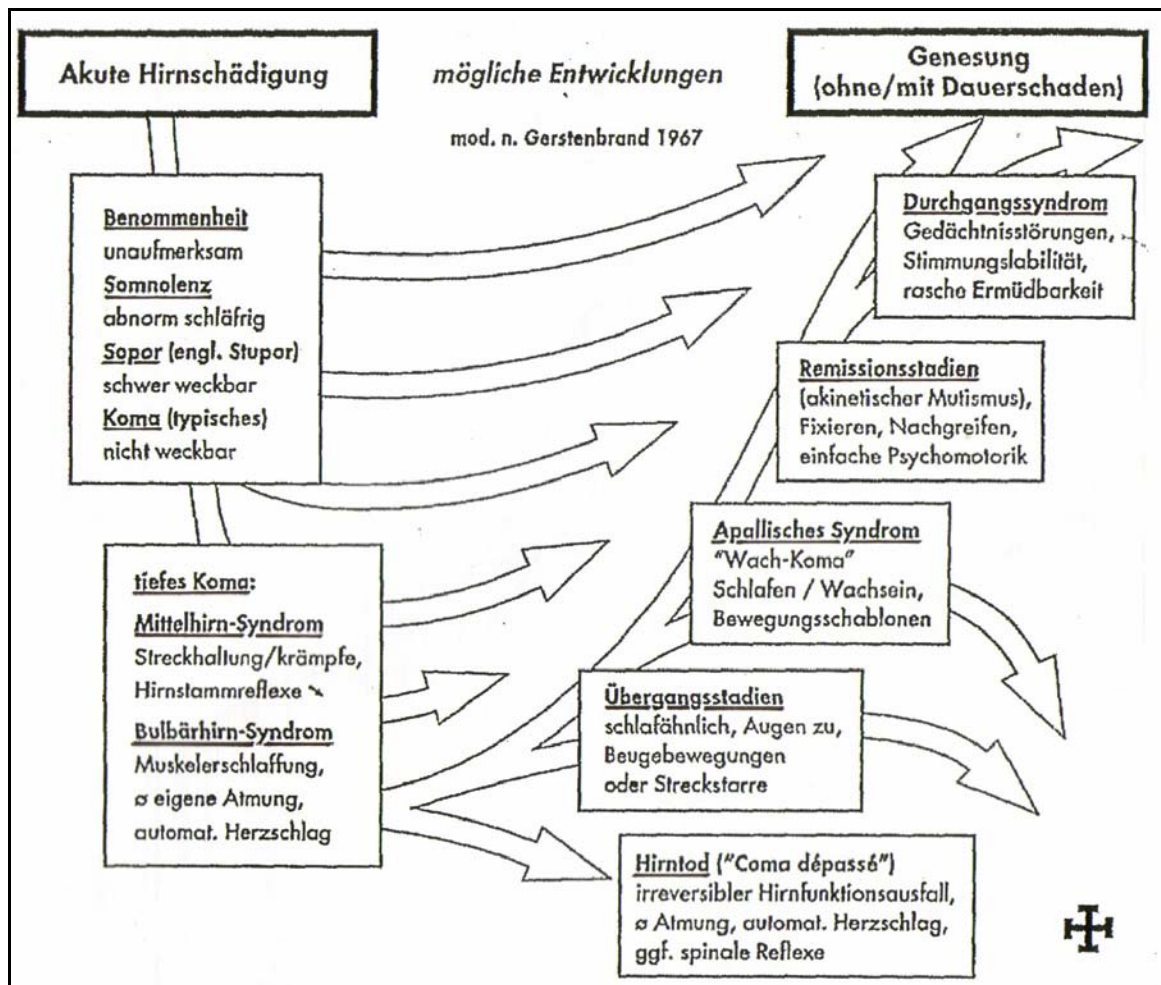 Akute Hirnschädigung
mögliche Entwicklungen
mod. n. Gerstenbrand 1967
Genesung
(ohne/mit Dauerschaden)
Benommenheit
unaufmerksam
Somnolenz
abnorm schläfrig
Sopor (engl. Stupor)
schwer weckbar
Koma (typisches)
nicht weckbar
tiefes Koma:
Mittelhirn-Syndrom
Streckhaltung/krämpfe,
Hirnstammreflexe ↘
Bulbärhirn-Syndrom
Muskelerschlaffung,
ø eigene Atmung,
automat. Herzschlag
Durchgangssyndrom
Gedächtnisstörungen,
Stimmungslabilität,
rasche Ermüdbarkeit
Remissionsstadien
(akinetischer Mutismus),
Fixieren, Nachgreifen,
einfache Psychomotorik
Apallisches Syndrom
"Wach-Koma"
Schlafen / Wachsein,
Bewegungsschablonen
Übergangsstadien
schlafähnlich, Augen zu,
Beugebewegungen
oder Streckstarre
Hirntod ("Coma dépassé")
irreversibler Hirnfunktionsausfall,
ø Atmung, automat. Herzschlag,
ggf. spinale Reflexe